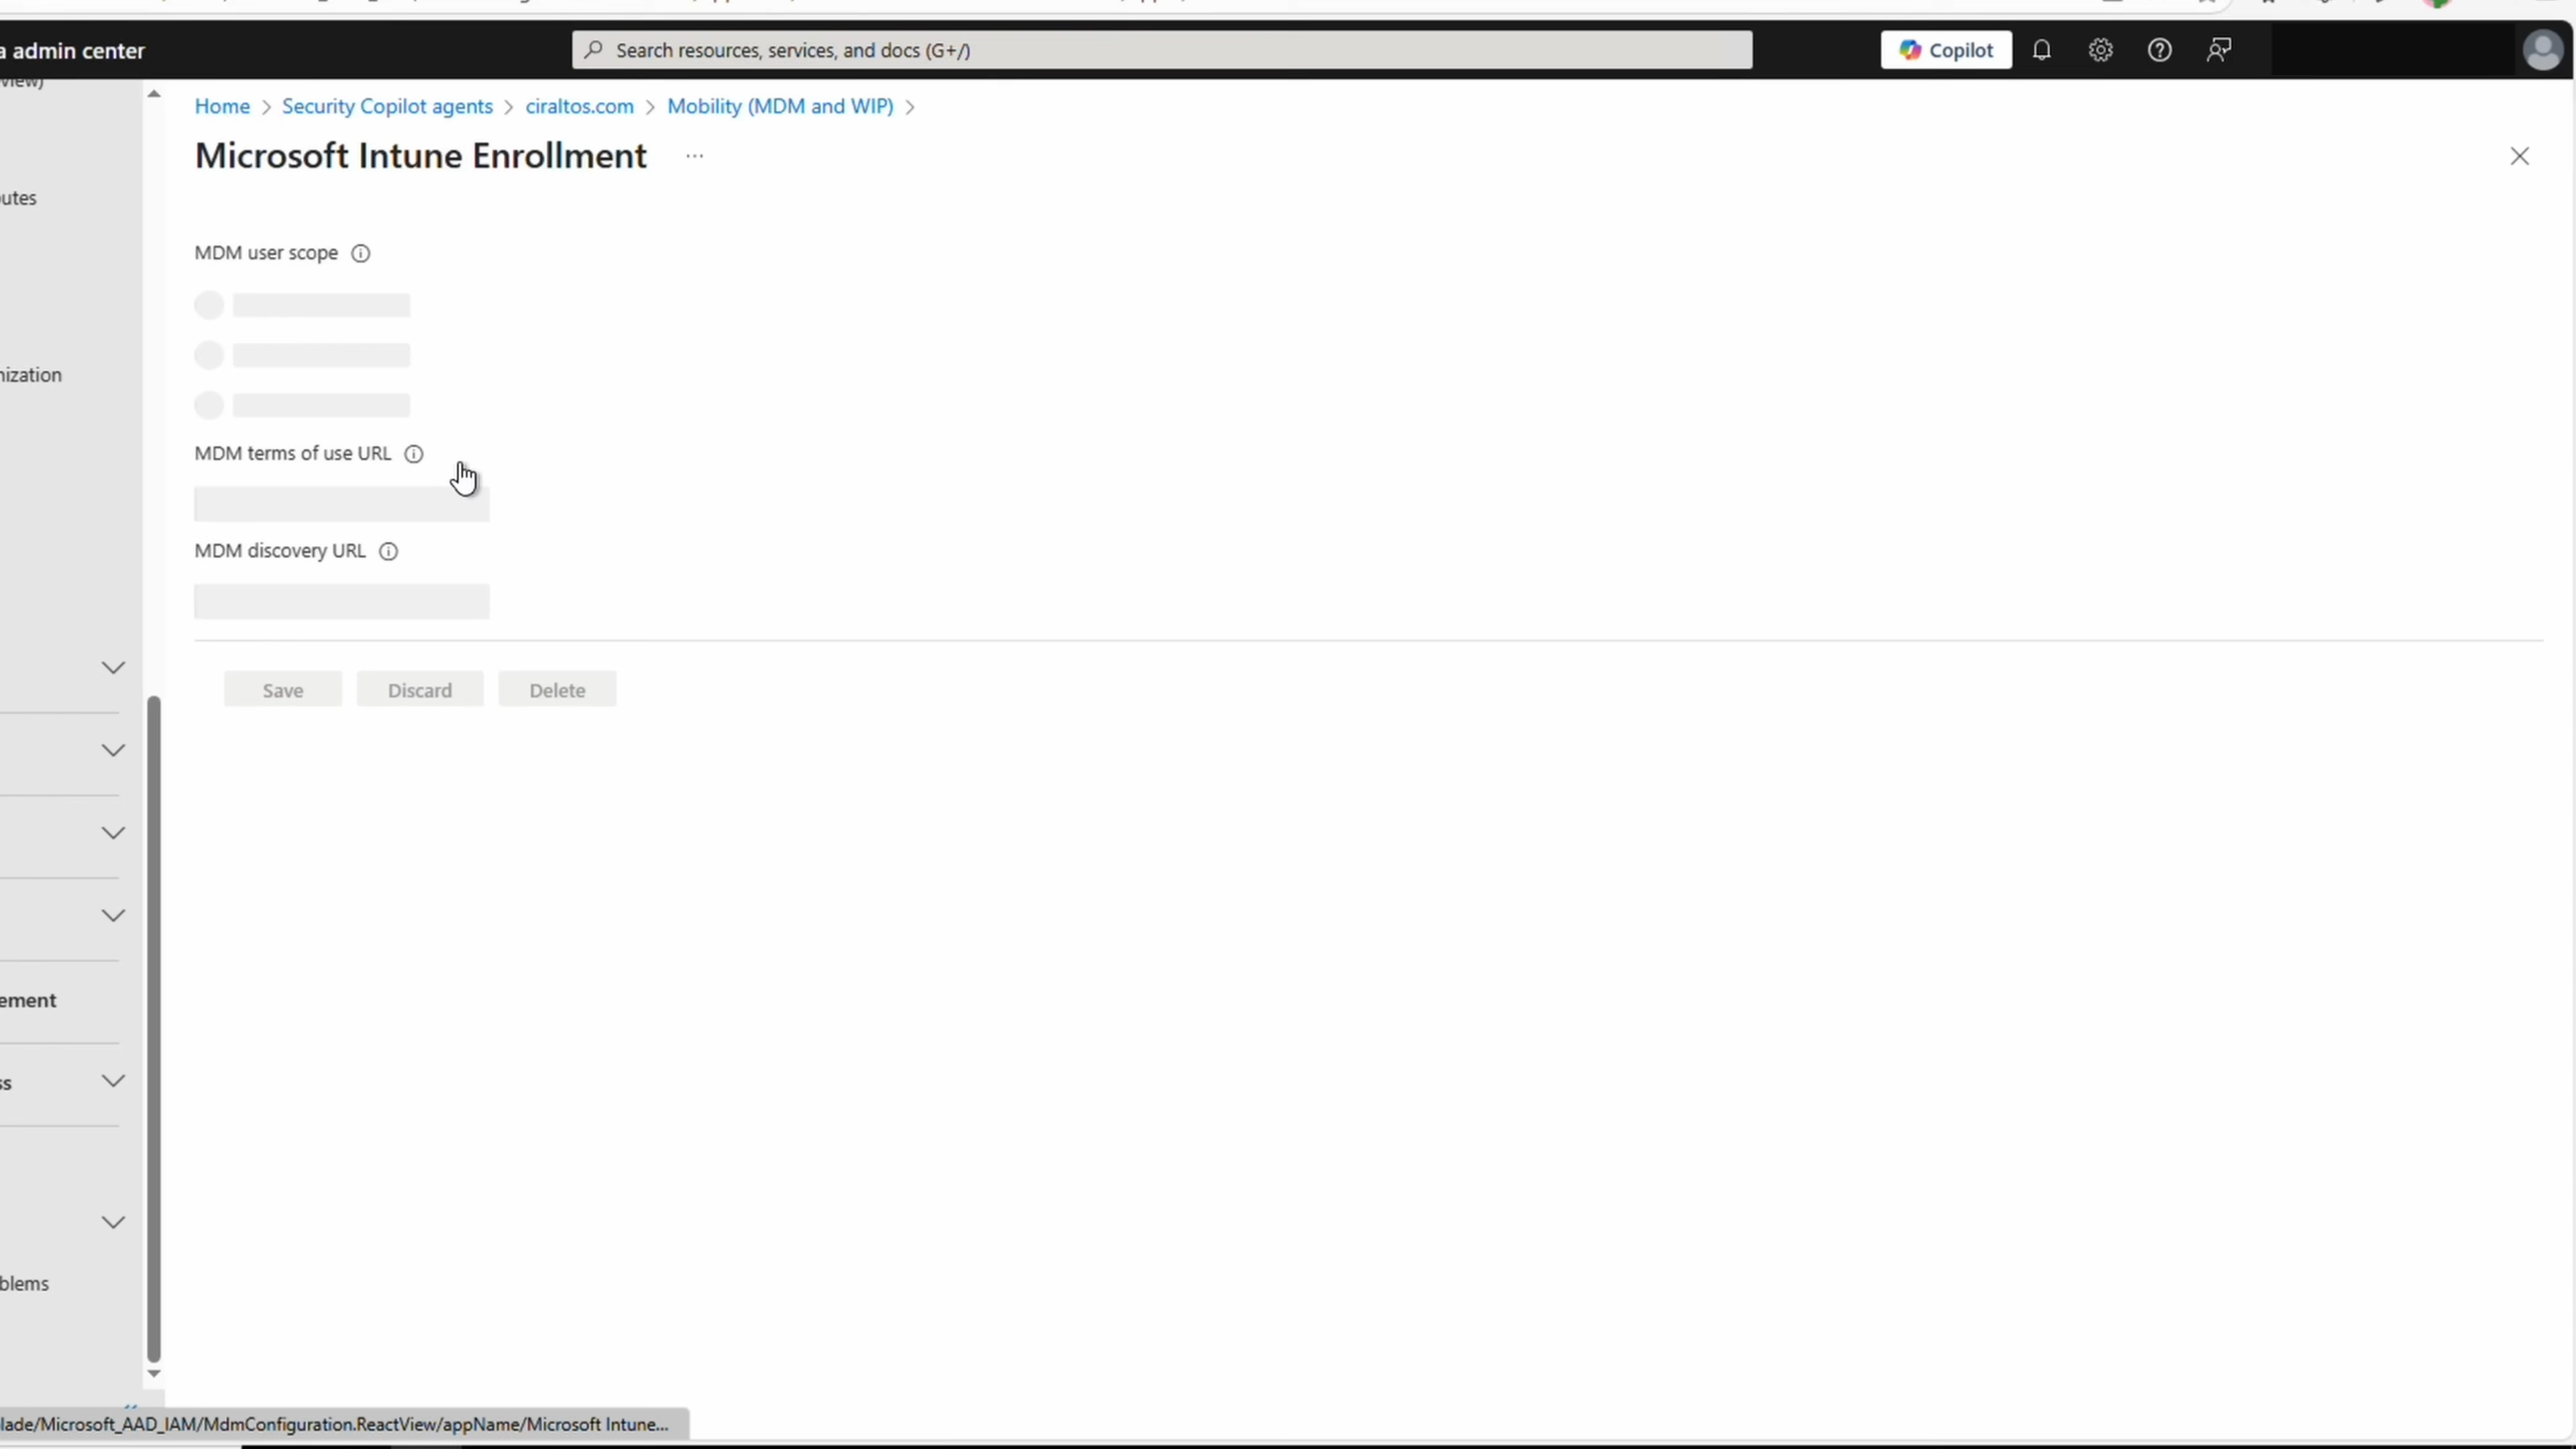 a admin center
Search resources, services, and docs (G+/)
Copilot
Home > Security Copilot agents > ciraltos.com > Mobility (MDM and WIP) >
Microsoft Intune Enrollment ...
utes
MDM user scope
nization
MDM terms of use URL
MDM discovery URL
Save
Discard
Delete
ement
ss
blems
lade/Microsoft_AAD_IAM/MdmConfiguration.ReactView/appName/Microsoft Intune...